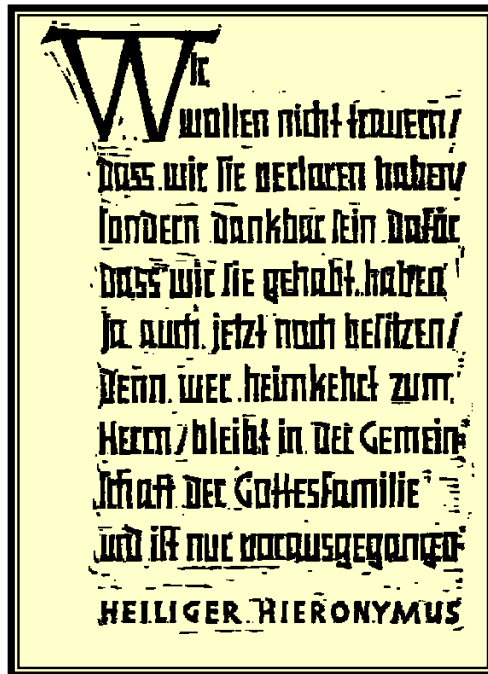 Wir
wollen nicht trauern/
dass wir sie verloren haben/
sondern dankbar sein dafür
dass wir sie gehabt haben
Ja auch jetzt noch besitzen/
Denn wer heimkehrt zum
Herrn/bleibt in der Gemein-
schaft der Gottesfamilie
und ist nur vorausgegangen
HEILIGER HIERONYMUS